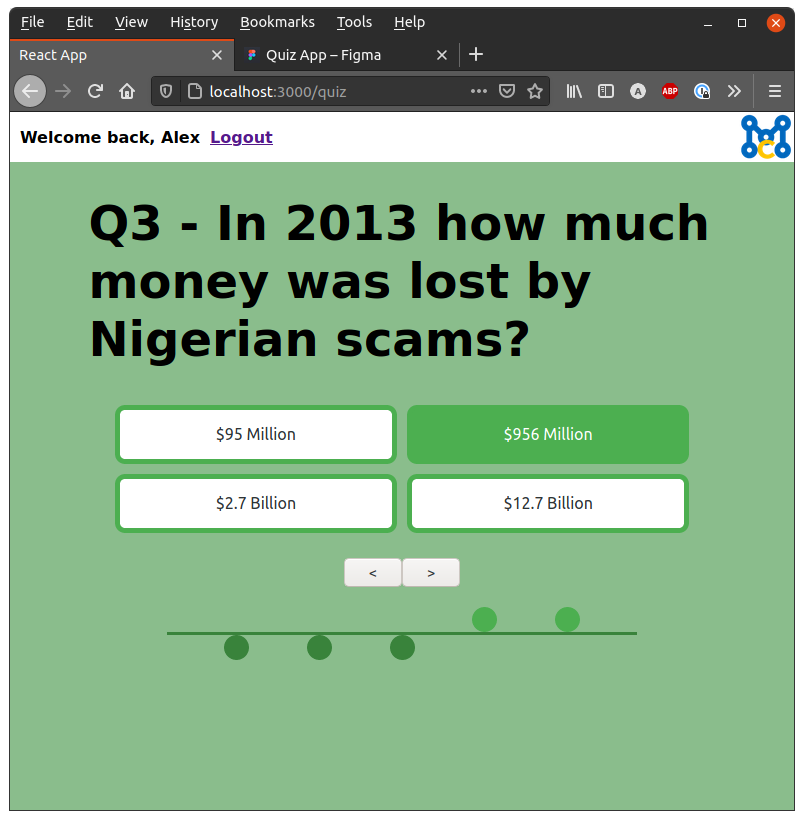 File Edit View History Bookmarks Tools Help
React App Quiz App – Figma
localhost:3000/quiz A ABP
Welcome back, Alex Logout
MC
Q3 - In 2013 how much
money was lost by
Nigerian scams?
$95 Million $956 Million
$2.7 Billion $12.7 Billion
< >